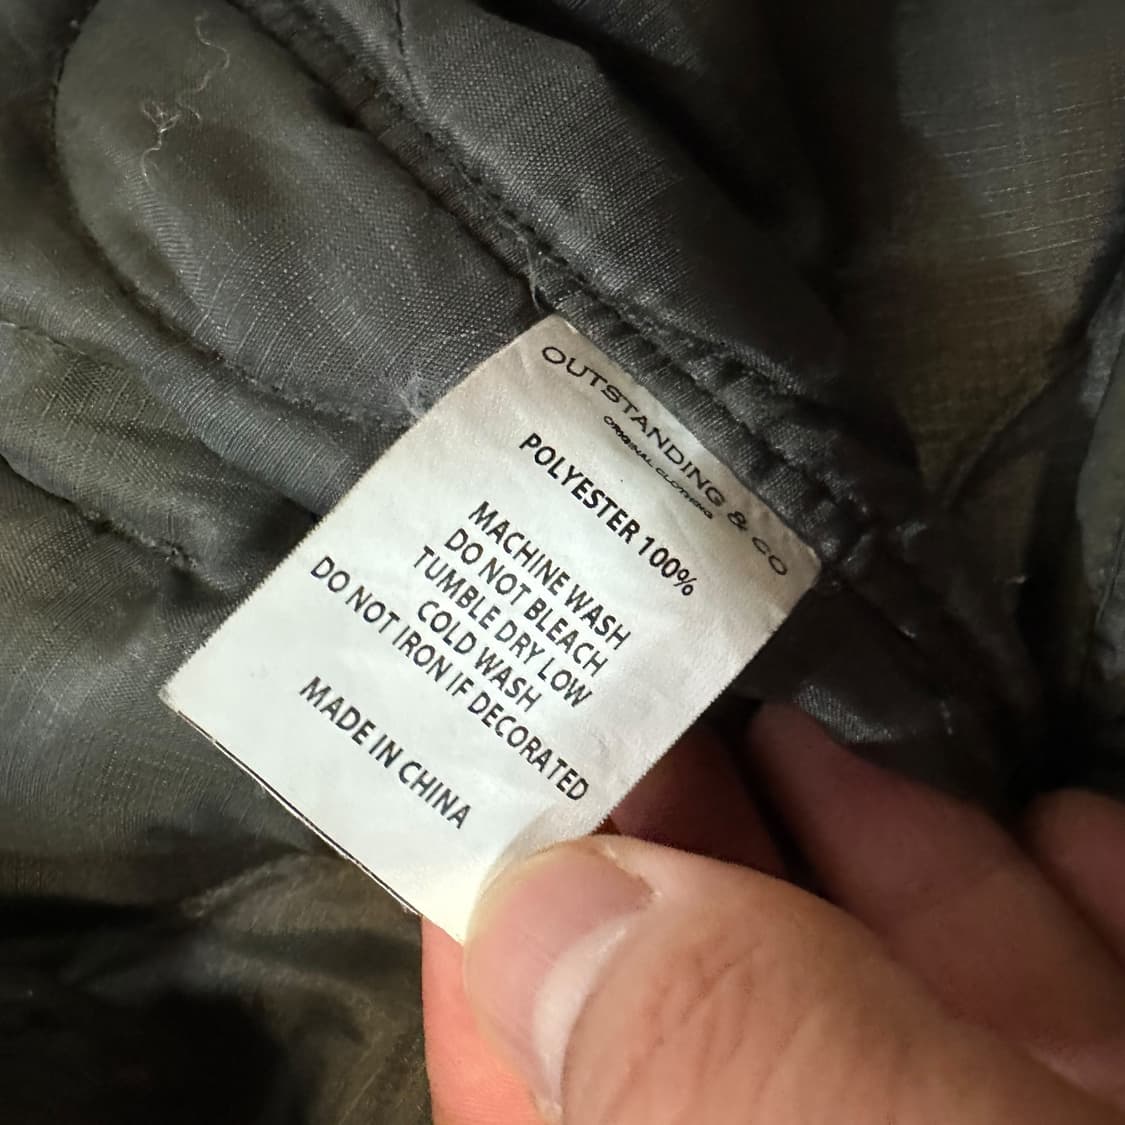 OUTSTANDING & CO
ORIGINAL CLOTHING
POLYESTER 100%
MACHINE WASH
DO NOT BLEACH
TUMBLE DRY LOW
COLD WASH
DO NOT IRON IF DECORATED
MADE IN CHINA